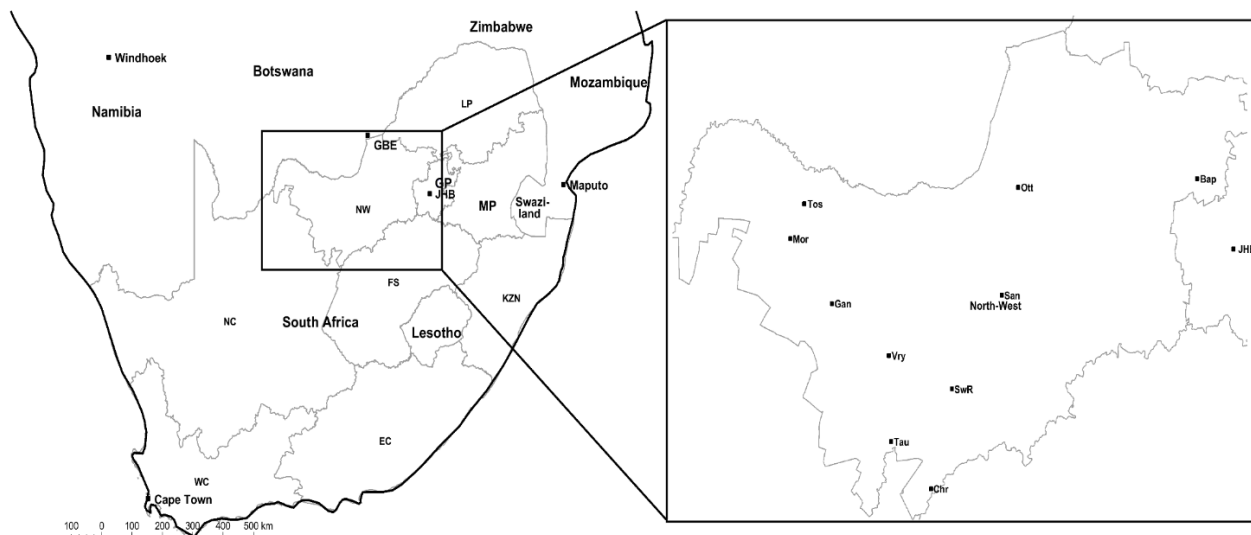 Zimbabwe
Windhoek
Botswana
Mozambique
Namibia
LP
GBE
GP
JHB
Maputo
NW
MP
Swazi-
land
FS
KZN
NC
South Africa
Lesotho
EC
WC
Cape Town
100 0 100 200 300 400 500 km
Bap
Ott
Tos
Mor
JHB
San
North-West
Gan
Vry
SwR
Tau
Chr